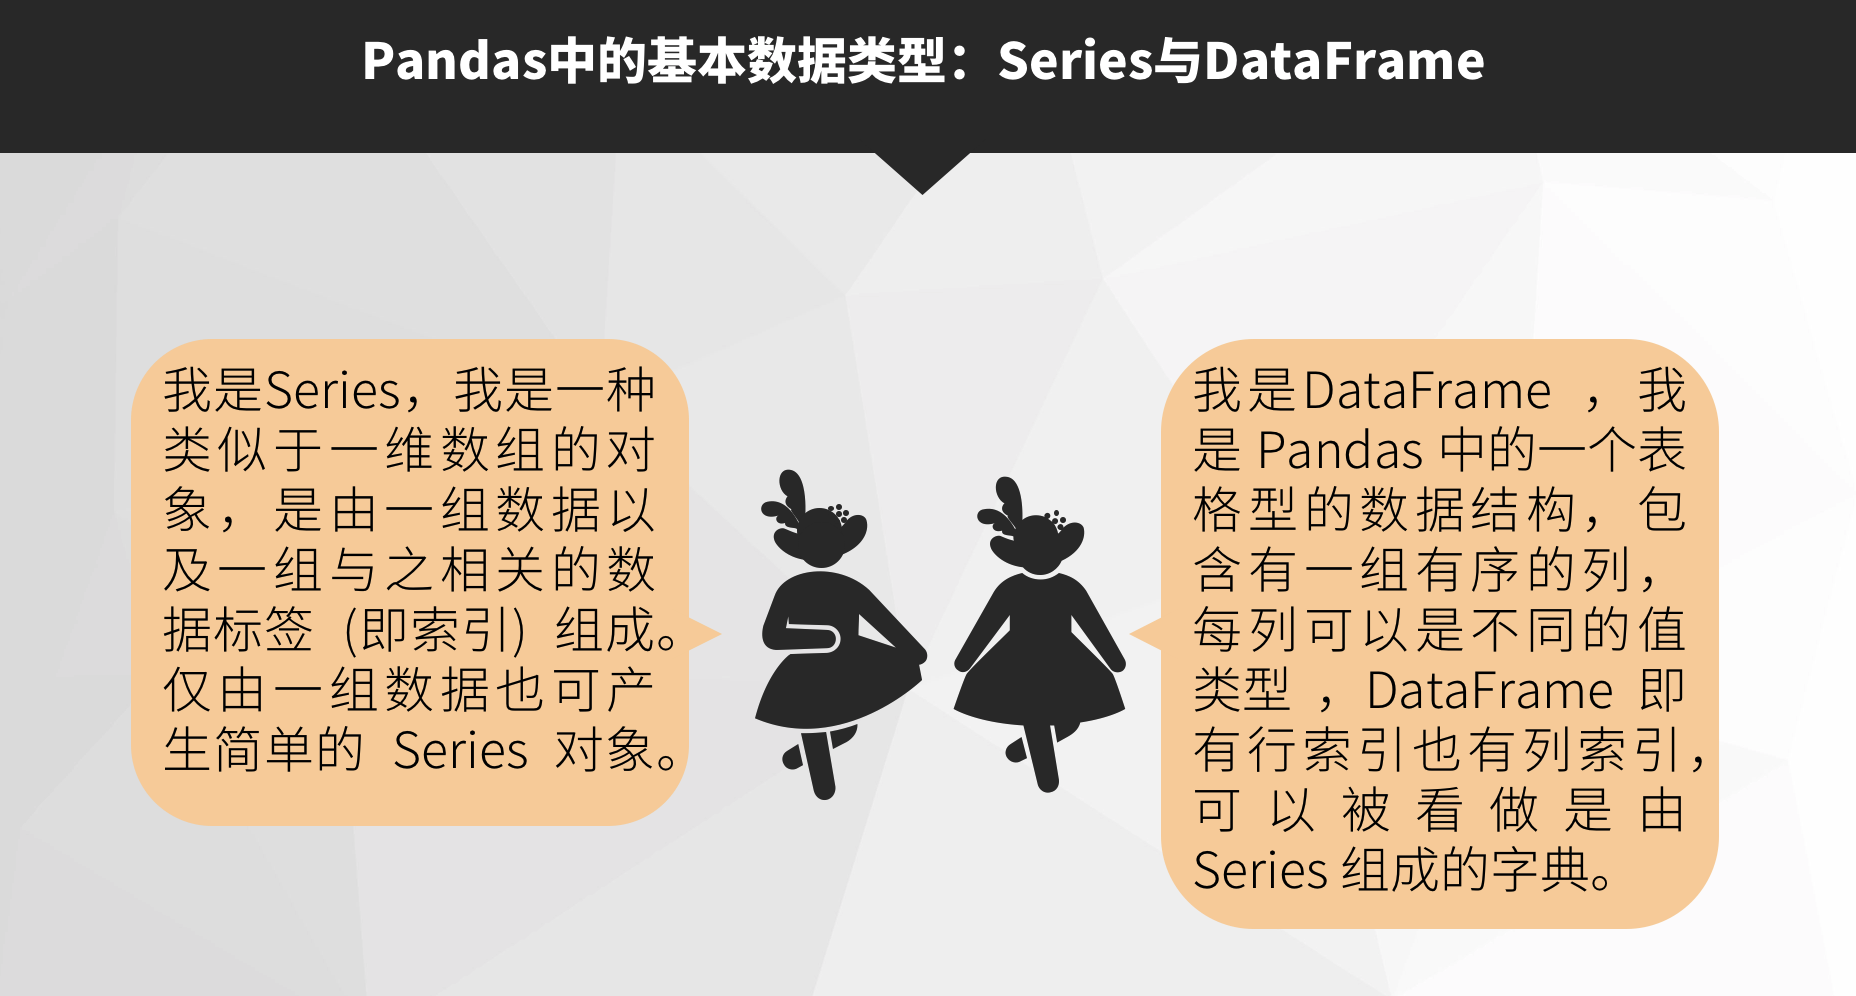 Pandas中的基本数据类型：Series与DataFrame
我是Series，我是一种
类似于一维数组的对
象，是由一组数据以
及一组与之相关的数
据标签（即索引）组成。
仅由一组数据也可产
生简单的 Series 对象。
我是DataFrame ，我
是 Pandas 中的一个表
格型的数据结构，包
含有一组有序的列，
每列可以是不同的值
类型 ，DataFrame 即
有行索引也有列索引，
可以被看做是由
Series 组成的字典。